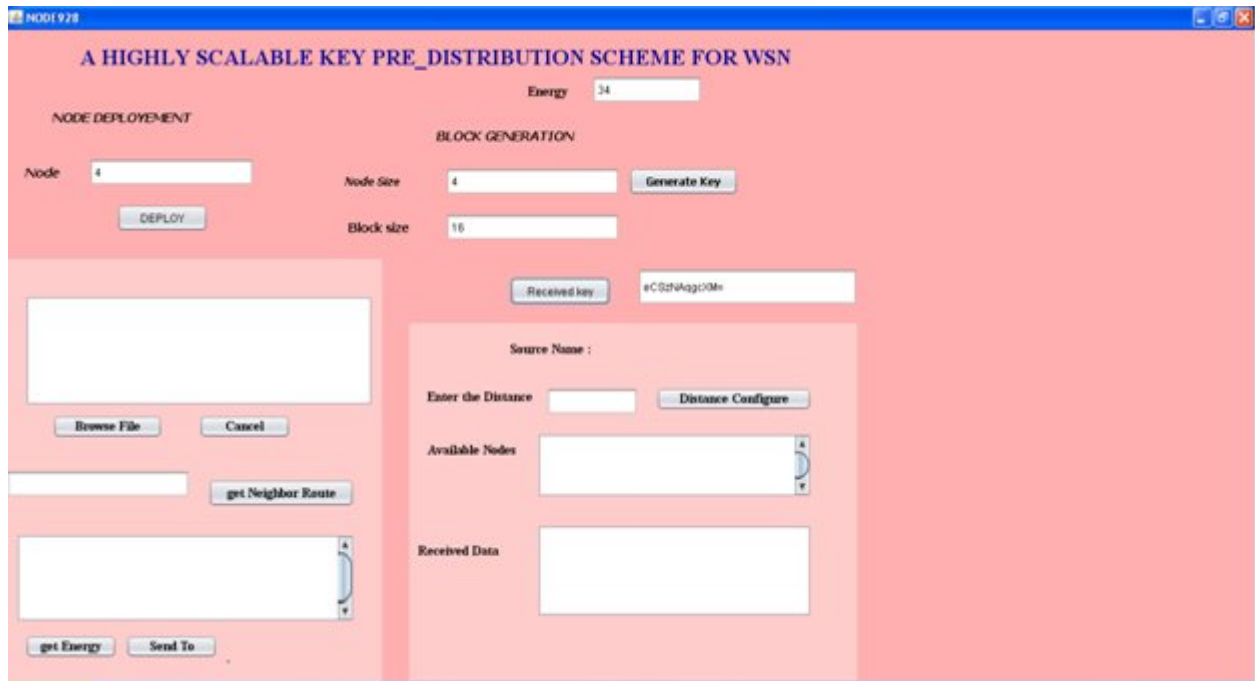 NODE928
A HIGHLY SCALABLE KEY PRE_DISTRIBUTION SCHEME FOR WSN
Energy 34
NODE DEPLOYEMENT
BLOCK GENERATION
Node 4
Node Size 4 Generate Key
DEPLOY
Block size 16
Received key
Source Name :
Enter the Distance Distance Configure
Browse File Cancel
Available Nodes
get Neighbor Route
Received Data
get Energy Send To